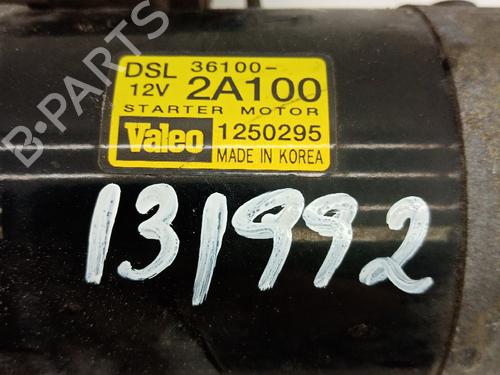 B-PARTS
DSL 36100-
12V 2A100
STARTER MOTOR
Valeo 1250295
MADE IN KOREA
131992